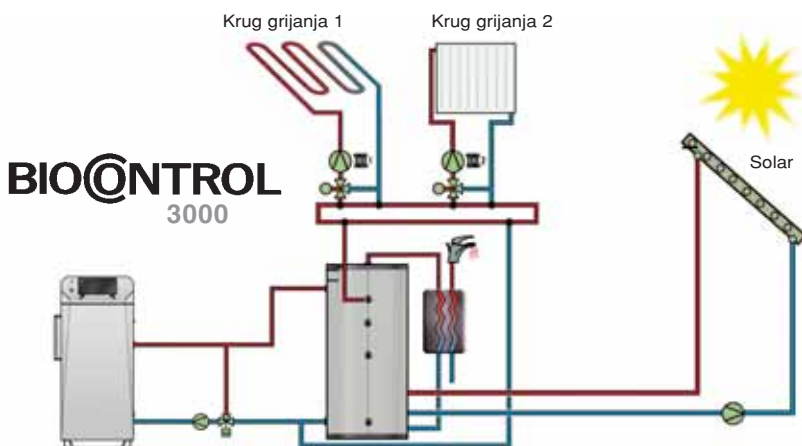 Krug grijanja 1
Krug grijanja 2
Solar
BIOCONTROL
3000